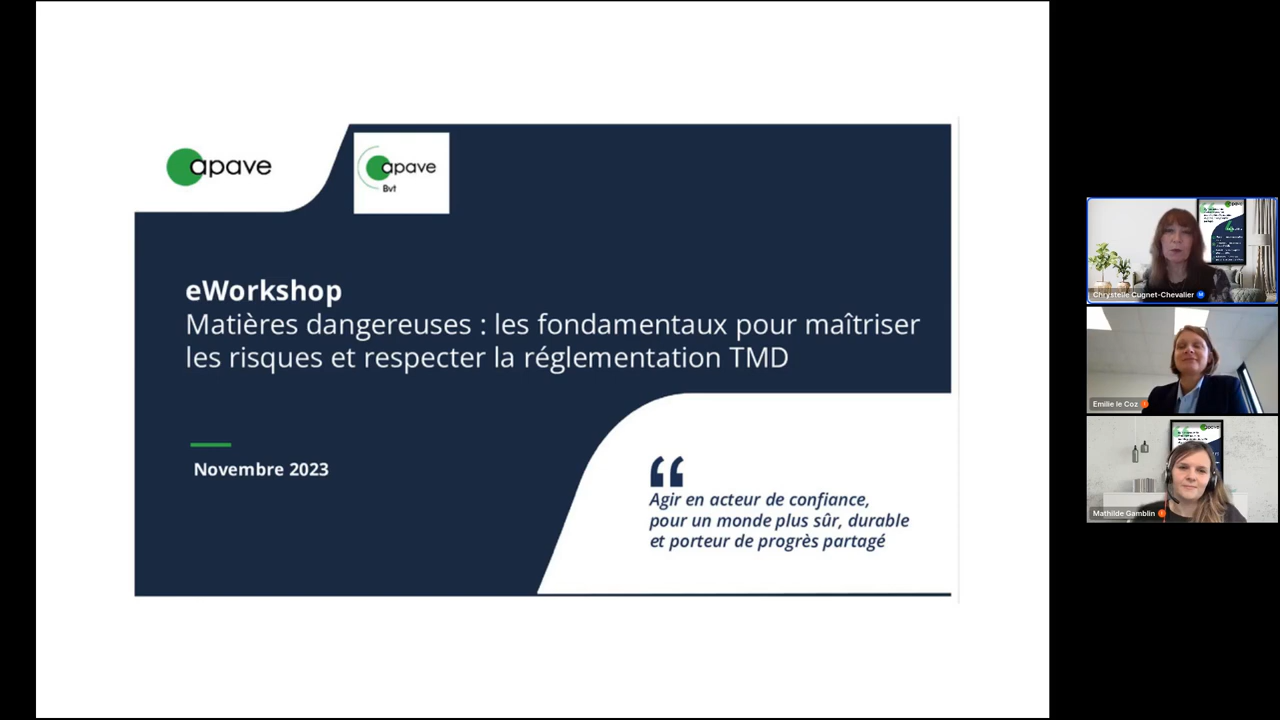 apave
apave
Bvt
eWorkshop
Matières dangereuses : les fondamentaux pour maîtriser
les risques et respecter la réglementation TMD
Novembre 2023
“
Agir en acteur de confiance,
pour un monde plus sûr, durable
et porteur de progrès partagé
Chrystelle Cugnet-Chevalier
Emilie le Coz
Mathilde Gamblin